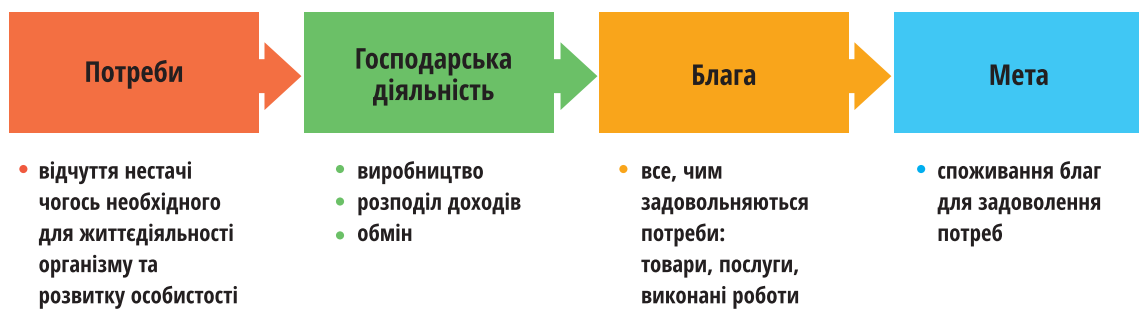 Потреби
Господарська
діяльність
Блага
Мета
відчуття нестачі
чогось необхідного
для життєдіяльності
організму та
розвитку особистості
виробництво
розподіл доходів
обмін
все, чим
задовольняються
потреби:
товари, послуги,
виконані роботи
споживання благ
для задоволення
потреб